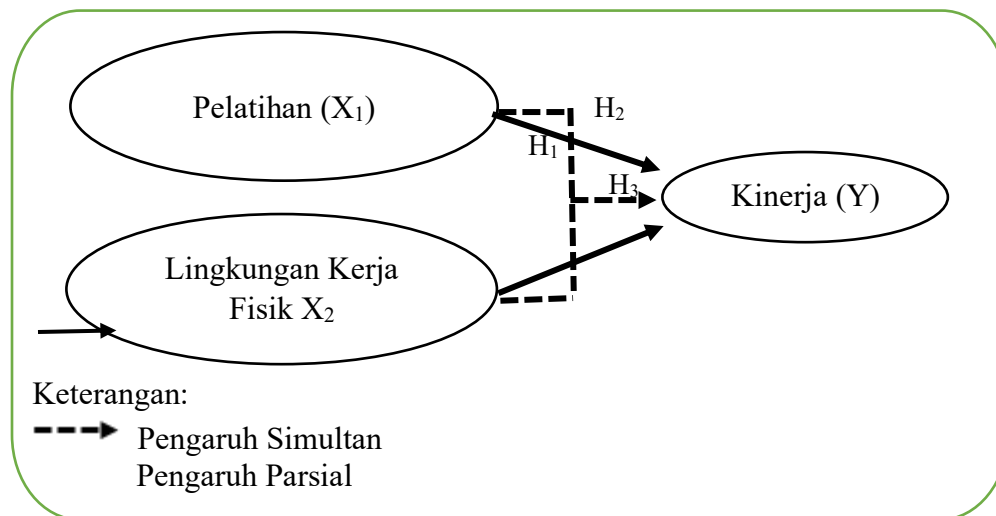 Pelatihan (X₁)
H₂
H₁
H₃
Kinerja (Y)
Lingkungan Kerja
Fisik X₂
Keterangan:
Pengaruh Simultan
Pengaruh Parsial